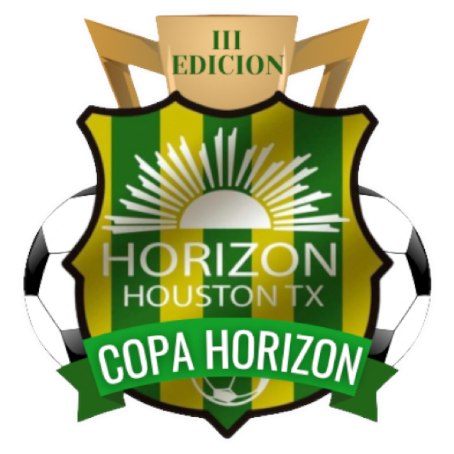 III
EDICION
HORIZON
HOUSTON TX
COPA HORIZON